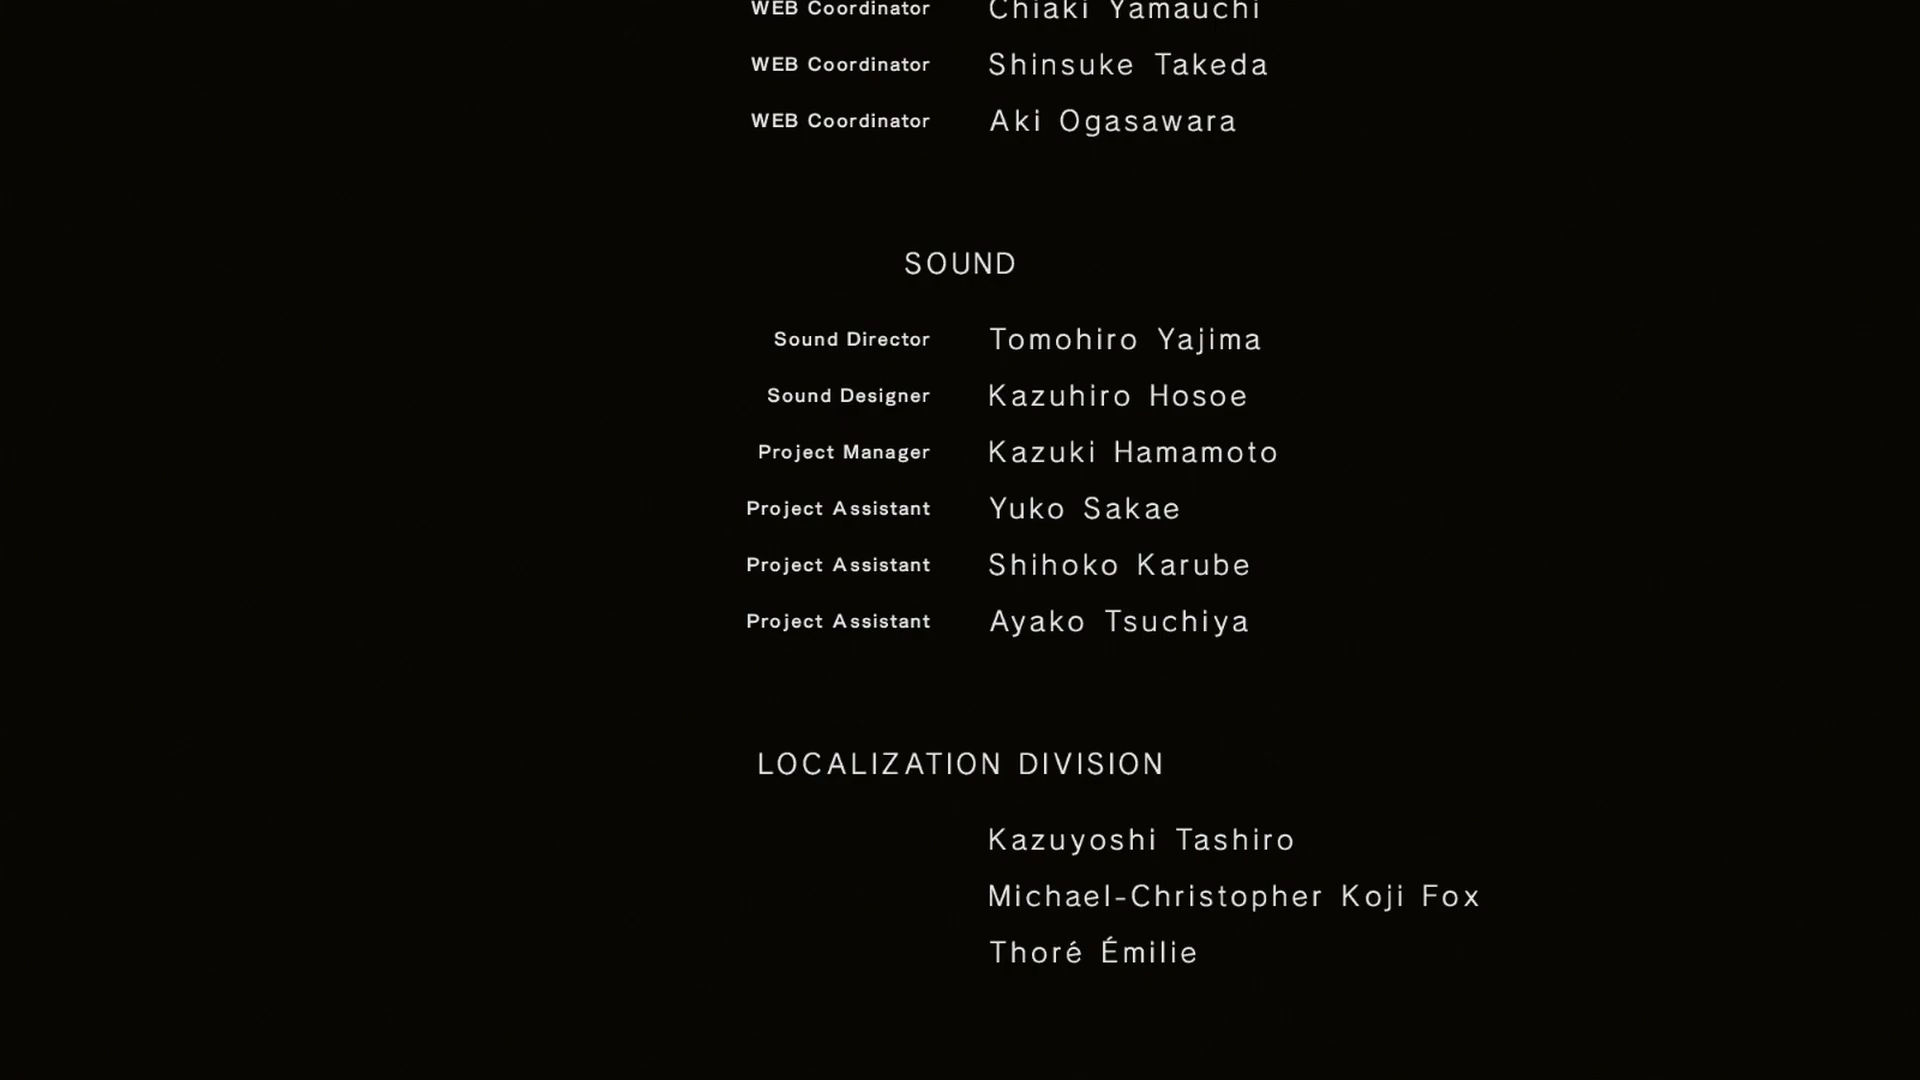 WEB Coordinator Chiaki Yamauchi
WEB Coordinator Shinsuke Takeda
WEB Coordinator Aki Ogasawara
SOUND
Sound Director Tomohiro Yajima
Sound Designer Kazuhiro Hosoe
Project Manager Kazuki Hamamoto
Project Assistant Yuko Sakae
Project Assistant Shihoko Karube
Project Assistant Ayako Tsuchiya
LOCALIZATION DIVISION
Kazuyoshi Tashiro
Michael-Christopher Koji Fox
Thoré Émilie